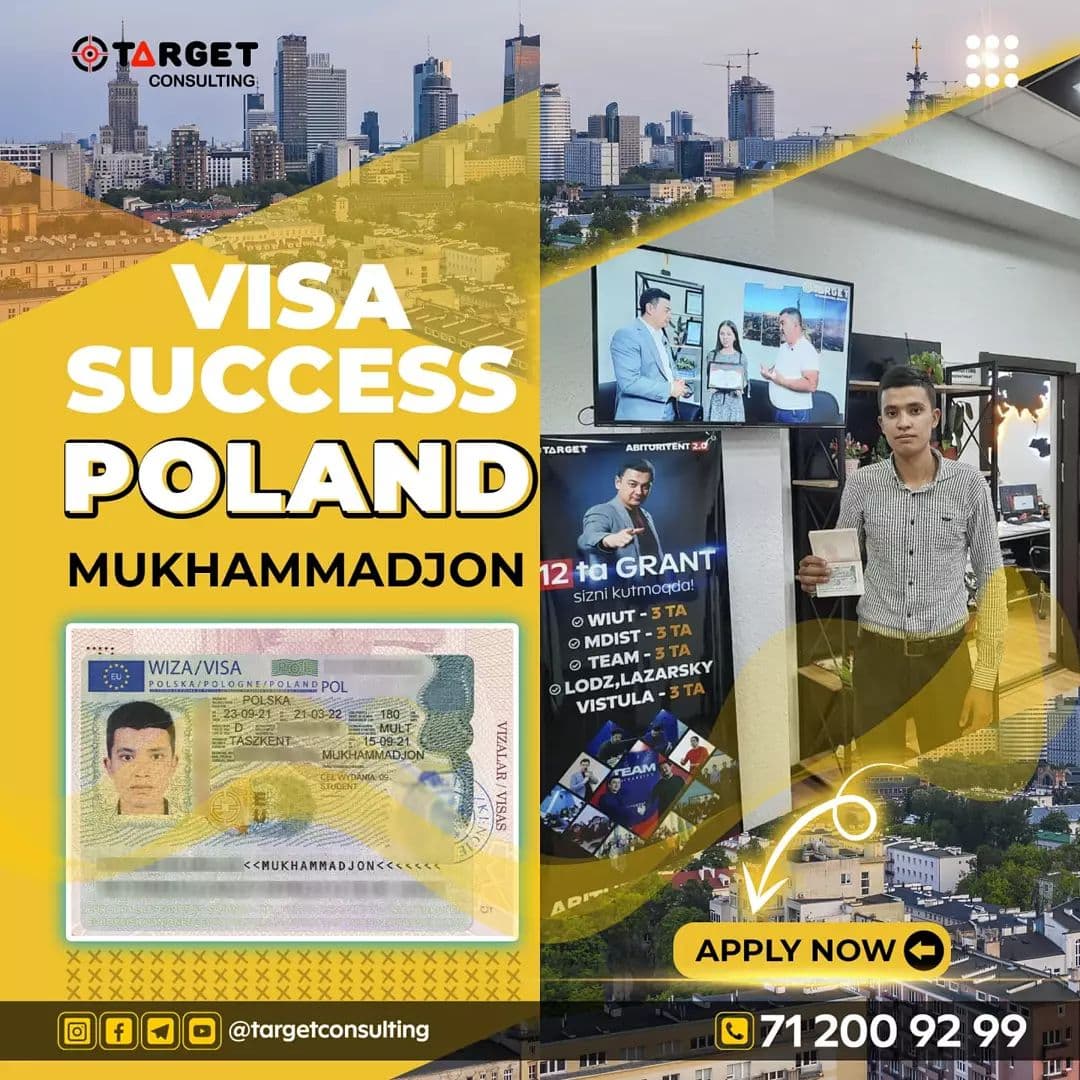 TARGET
CONSULTING
VISA
SUCCESS
POLAND
MUKHAMMADJON
WIZA/VISA
POLSKA/POLOGNE/POLAND POL
POLSKA
23-09-21 21-03-22 180
D MULT
TASZKENT 15-09-21
MUKHAMMADJON
CEL WYDANIA: 09
STUDENT
VIZALAR / VISAS
<<MUKHAMMADJON<<<<<<
TARGET
TARGET ABITURIYENT 2.0
12 ta GRANT
sizni kutmoqda!
WIUT - 3 TA
MDIST - 3 TA
TEAM - 3 TA
LODZ,LAZARSKY
VISTULA - 3 TA
TEAM
APPLY NOW
@targetconsulting
71 200 92 99